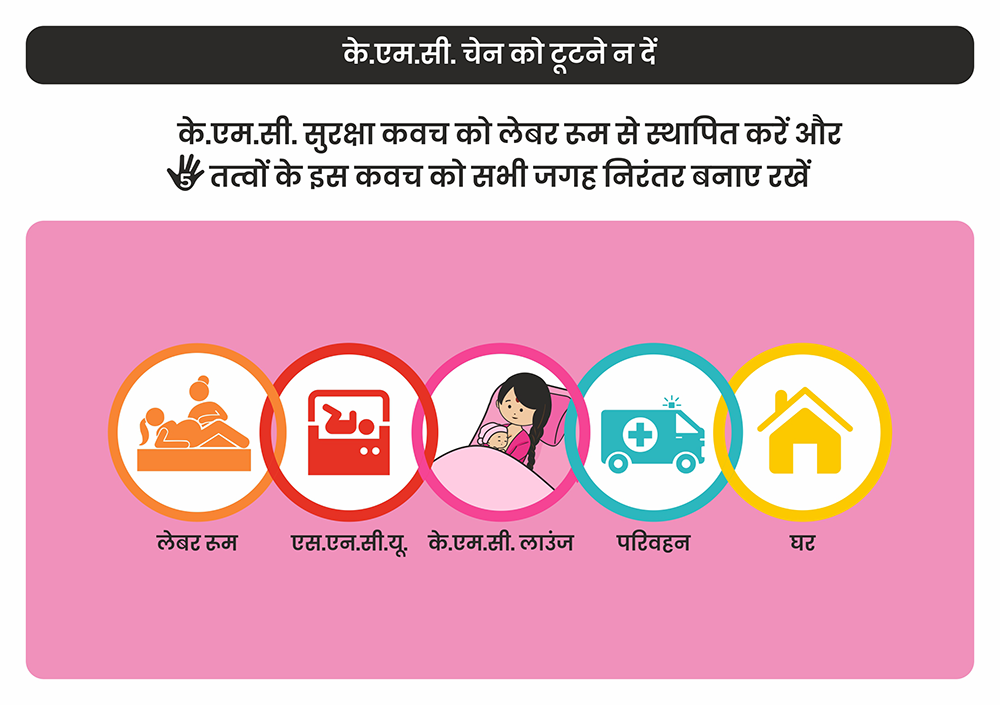 के.एम.सी. चेन को टूटने न दें
के.एम.सी. सुरक्षा कवच को लेबर रूम से स्थापित करें और
5 तत्वों के इस कवच को सभी जगह निरंतर बनाए रखें
लेबर रूम
एस.एन.सी.यू.
के.एम.सी. लाउंज
परिवहन
घर